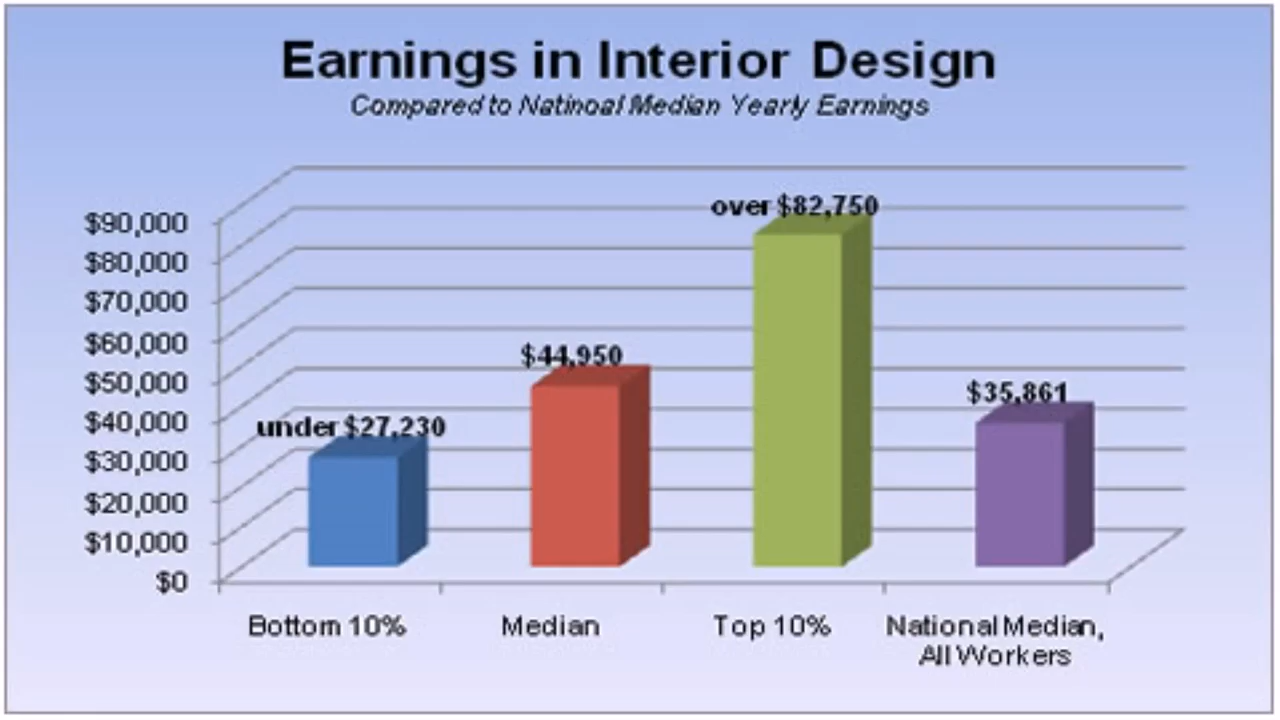 Earnings in Interior Design
Compared to Natinoal Median Yearly Earnings
$90,000
$80,000
$70,000
$60,000
$50,000
$40,000
$30,000
$20,000
$10,000
$0
under $27,230
$44,950
over $82,750
$35,861
Bottom 10%
Median
Top 10%
National Median,
All Workers